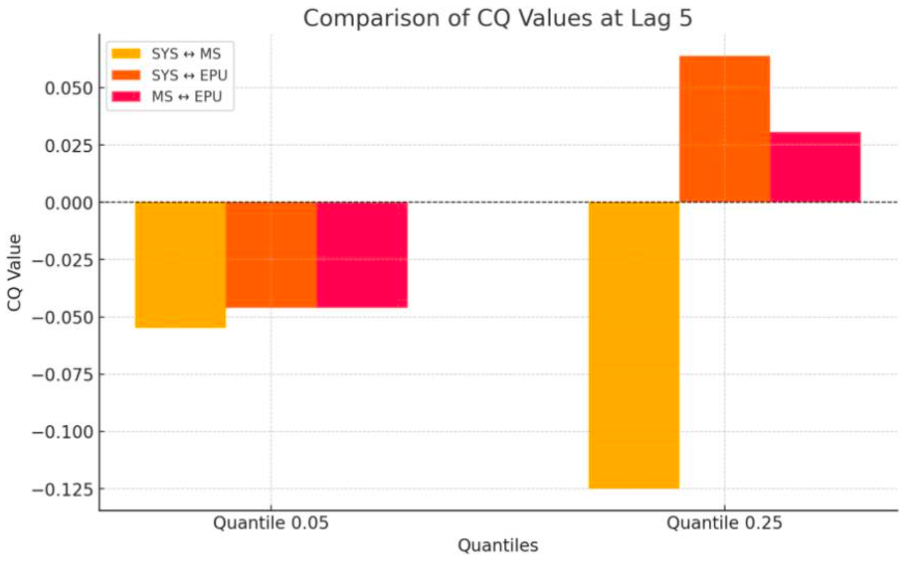 Comparison of CQ Values at Lag 5
SYS ↔ MS
SYS ↔ EPU
MS ↔ EPU
0.050
0.025
0.000
−0.025
−0.050
−0.075
−0.100
−0.125
CQ Value
Quantile 0.05
Quantile 0.25
Quantiles